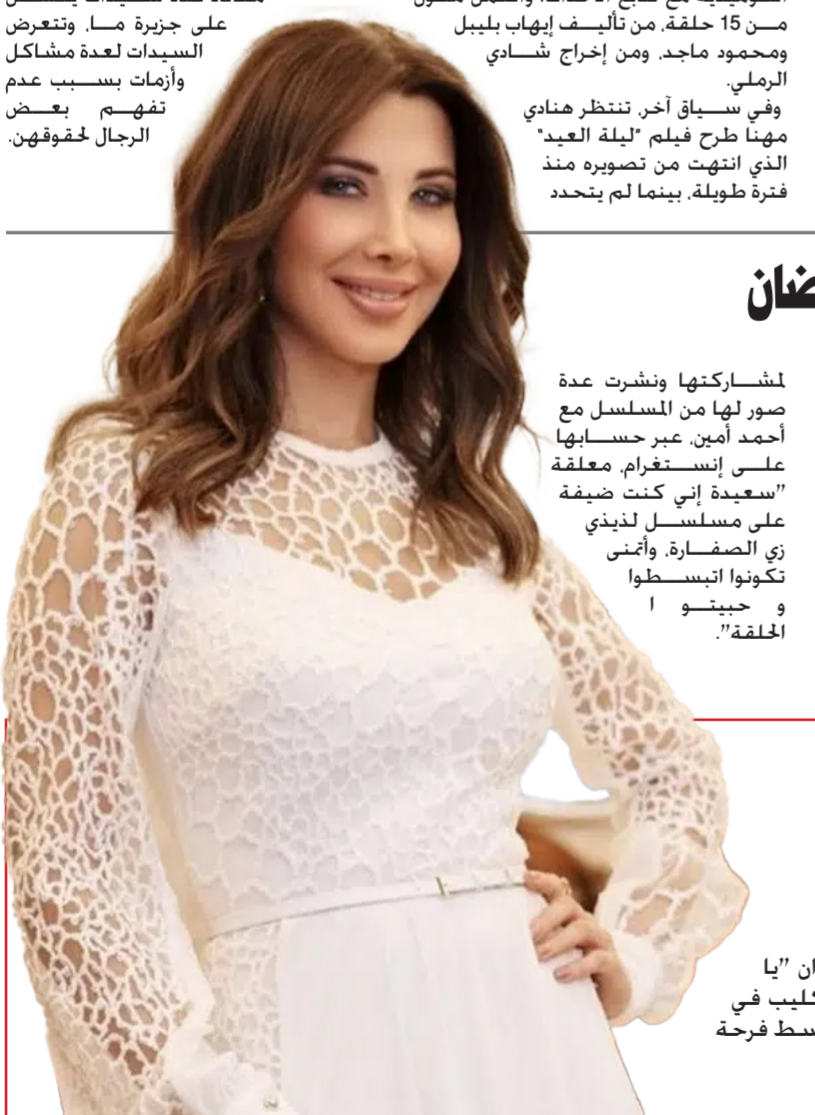 من 15 حلقة، من تأليف إيهاب بليبل
ومحمود ماجد، ومن إخراج شادي
الرملي.
وفي سياق آخر، تنتظر هنادي
مهنا طرح فيلم "ليلة العيد"
الذي انتهت من تصويره منذ
فترة طويلة، بينما لم يتحدد
على جزيرة ما، وتتعرض
السيدات لعدة مشاكل
وأزمات بسبب عدم
تفهم بعض
الرجال لحقوقهن.
ضان
لمشاركتها ونشرت عدة
صور لها من المسلسل مع
أحمد أمين، عبر حسابها
على إنستغرام، معلقة
"سعيدة إني كنت ضيفة
على مسلسل لذيذي
زي الصفارة، وأتمنى
تكونوا اتبسطوا
و حبيتو ا
الحلقة".
ان "يا
كليب في
سط فرحة